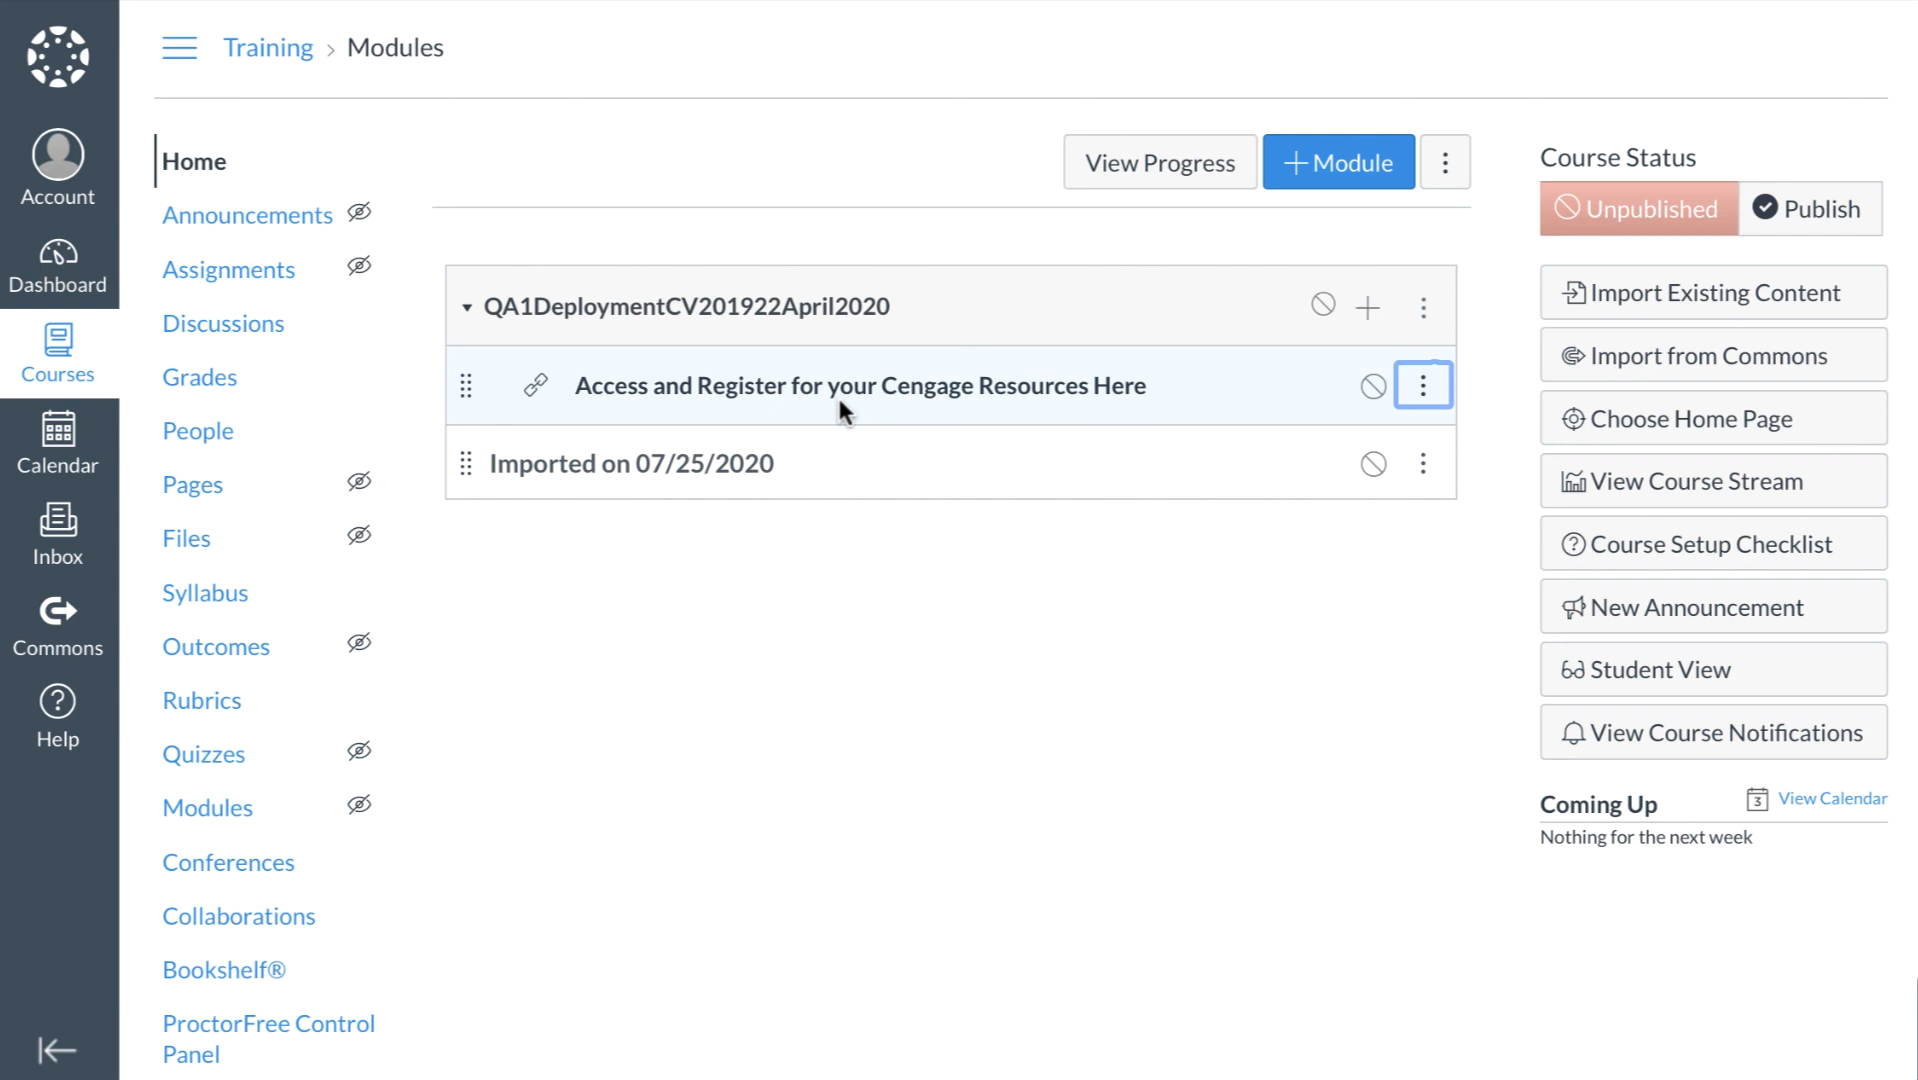 Training > Modules
Account
Dashboard
Courses
Calendar
Inbox
Commons
Help
Home
Announcements
Assignments
Discussions
Grades
People
Pages
Files
Syllabus
Outcomes
Rubrics
Quizzes
Modules
Conferences
Collaborations
Bookshelf®
ProctorFree Control
Panel
View Progress
+ Module
QA1DeploymentCV201922April2020
Access and Register for your Cengage Resources Here
Imported on 07/25/2020
Course Status
Unpublished
Publish
Import Existing Content
Import from Commons
Choose Home Page
View Course Stream
Course Setup Checklist
New Announcement
Student View
View Course Notifications
Coming Up
3 View Calendar
Nothing for the next week